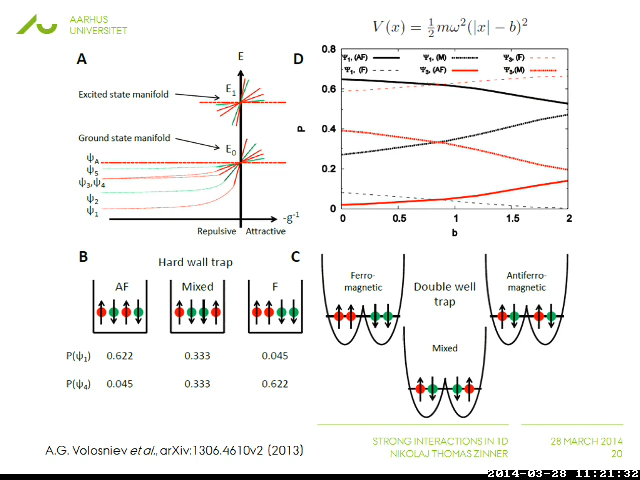 AARHUS
UNIVERSITET
V(x) = ½mω²(|x| − b)²
A
E
Excited state manifold
E₁
Ground state manifold
E₀
ψA
ψ₅
ψ₃,ψ₄
ψ₂
ψ₁
-g⁻¹
Repulsive
Attractive
D
Ψ₁, (AF)
Ψ₁, (M)
Ψ₃, (F)
Ψ₁, (F)
Ψ₃, (AF)
Ψ₃,(M)
0.8
0.6
0.4
0.2
0
P
0 0.5 1 1.5 2
b
B
Hard wall trap
AF Mixed F
P(ψ₁) 0.622 0.333 0.045
P(ψ₄) 0.045 0.333 0.622
C
Ferro-
magnetic
Double well
trap
Antiferro-
magnetic
Mixed
A.G. Volosniev et al., arXiv:1306.4610v2 (2013)
STRONG INTERACTIONS IN 1D
NIKOLAJ THOMAS ZINNER
28 MARCH 2014
20
2014-03-28 11:21:32